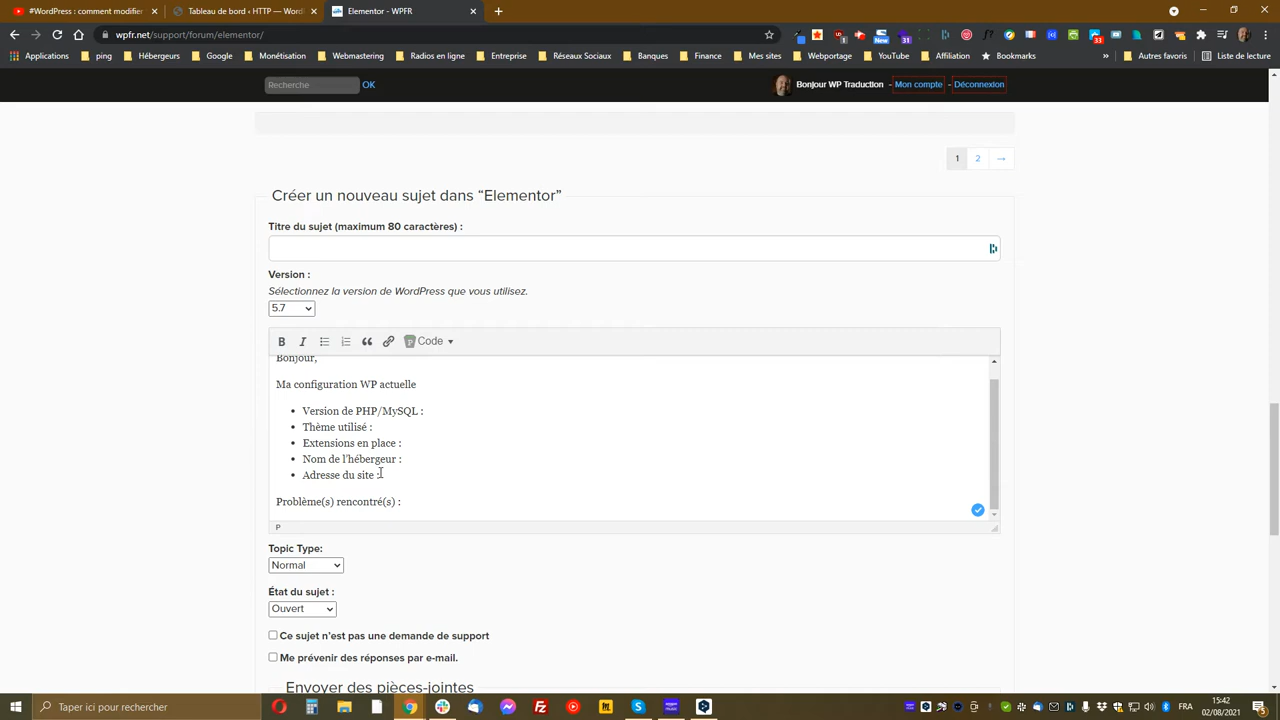 #WordPress : comment modifier
Tableau de bord ‹ HTTP — Word
Elementor - WPFR
wpfr.net/support/forum/elementor/
Applications
ping
Hébergeurs
Google
Monétisation
Webmastering
Radios en ligne
Entreprise
Réseaux Sociaux
Banques
Finance
Mes sites
Webportage
YouTube
Affiliation
Bookmarks
»
Autres favoris
Liste de lecture
Recherche
OK
Bonjour WP Traduction - Mon compte - Déconnexion
1 2 →
Créer un nouveau sujet dans “Elementor”
Titre du sujet (maximum 80 caractères) :
Version :
Sélectionnez la version de WordPress que vous utilisez.
5.7
B I Code
Bonjour,
Ma configuration WP actuelle
• Version de PHP/MySQL :
• Thème utilisé :
• Extensions en place :
• Nom de l’hébergeur :
• Adresse du site :
Problème(s) rencontré(s) :
P
Topic Type:
Normal
État du sujet :
Ouvert
Ce sujet n’est pas une demande de support
Me prévenir des réponses par e-mail.
Envoyer des pièces-jointes
Taper ici pour rechercher
FRA
15:42
02/08/2021